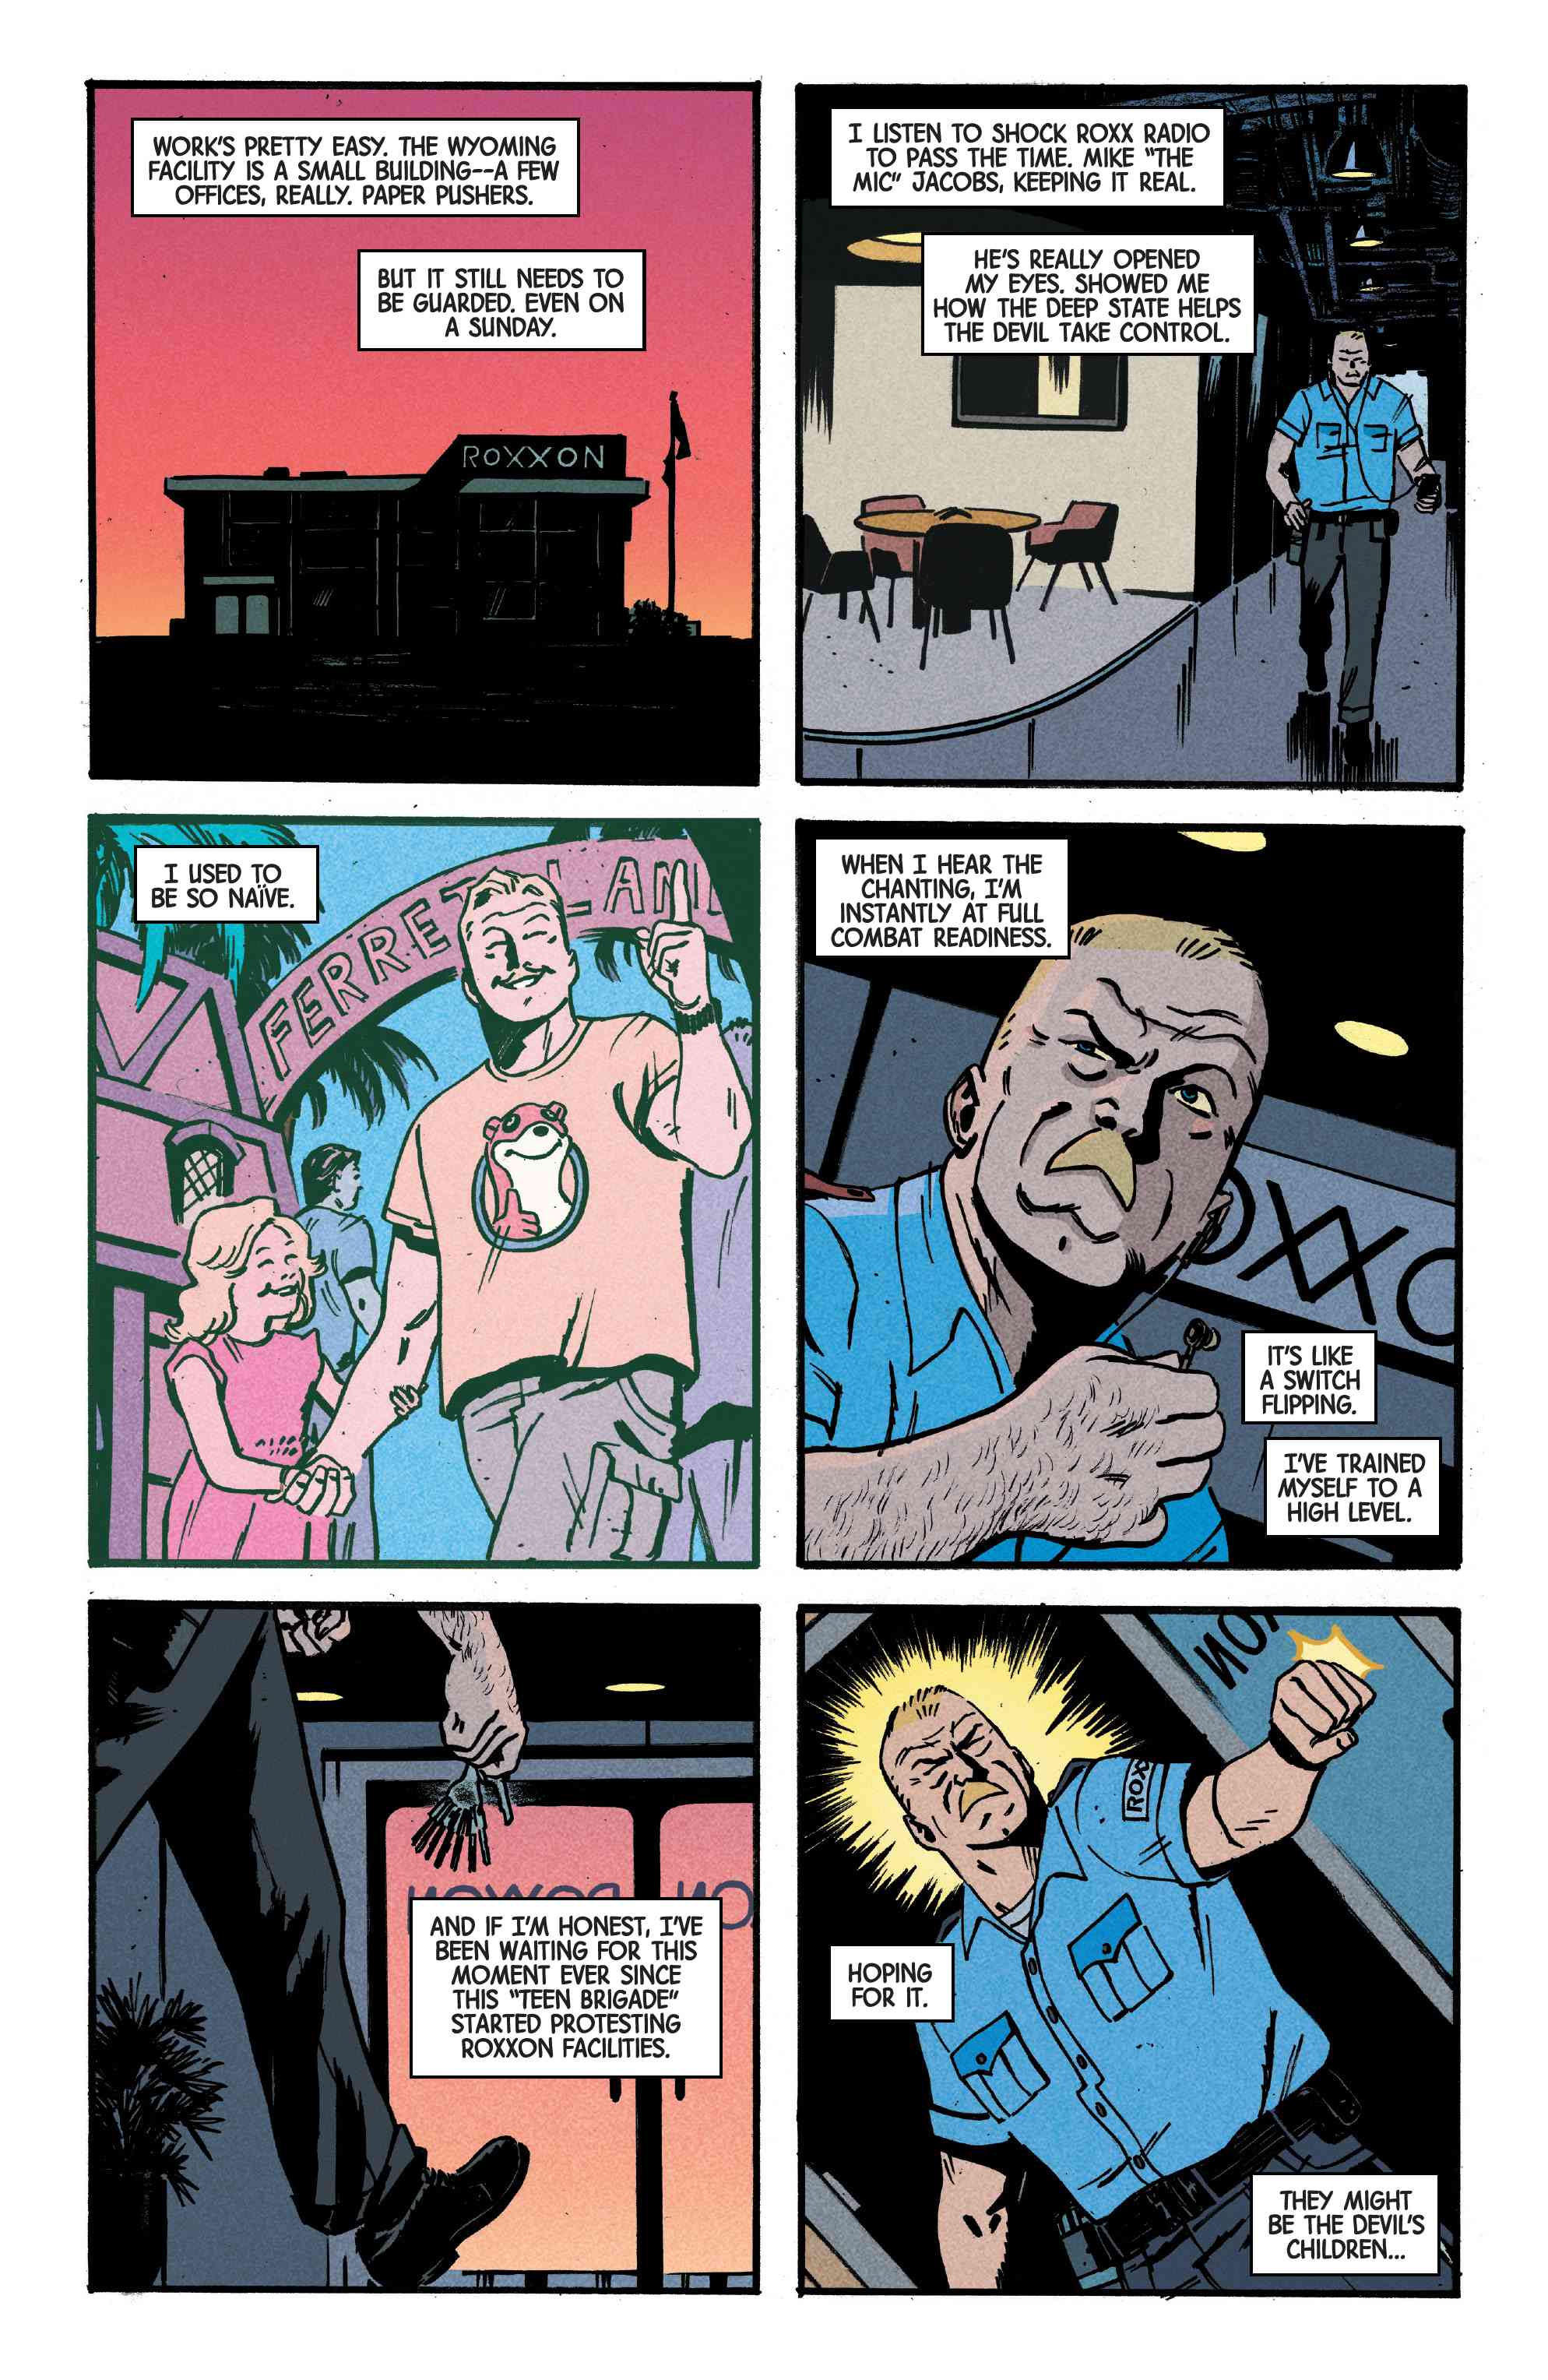 WORK'S PRETTY EASY. THE WYOMING
FACILITY IS A SMALL BUILDING--A FEW
OFFICES, REALLY. PAPER PUSHERS.
BUT IT STILL NEEDS TO
BE GUARDED. EVEN ON
A SUNDAY.
ROXXON
I LISTEN TO SHOCK ROXX RADIO
TO PASS THE TIME. MIKE "THE
MIC" JACOBS, KEEPING IT REAL.
HE'S REALLY OPENED
MY EYES. SHOWED ME
HOW THE DEEP STATE HELPS
THE DEVIL TAKE CONTROL.
I USED TO
BE SO NAÏVE.
FERRET LAND
WHEN I HEAR THE
CHANTING, I'M
INSTANTLY AT FULL
COMBAT READINESS.
OXXO
IT'S LIKE
A SWITCH
FLIPPING.
I'VE TRAINED
MYSELF TO A
HIGH LEVEL.
AND IF I'M HONEST, I'VE
BEEN WAITING FOR THIS
MOMENT EVER SINCE
THIS "TEEN BRIGADE"
STARTED PROTESTING
ROXXON FACILITIES.
ROX
HOPING
FOR IT.
THEY MIGHT
BE THE DEVIL'S
CHILDREN...